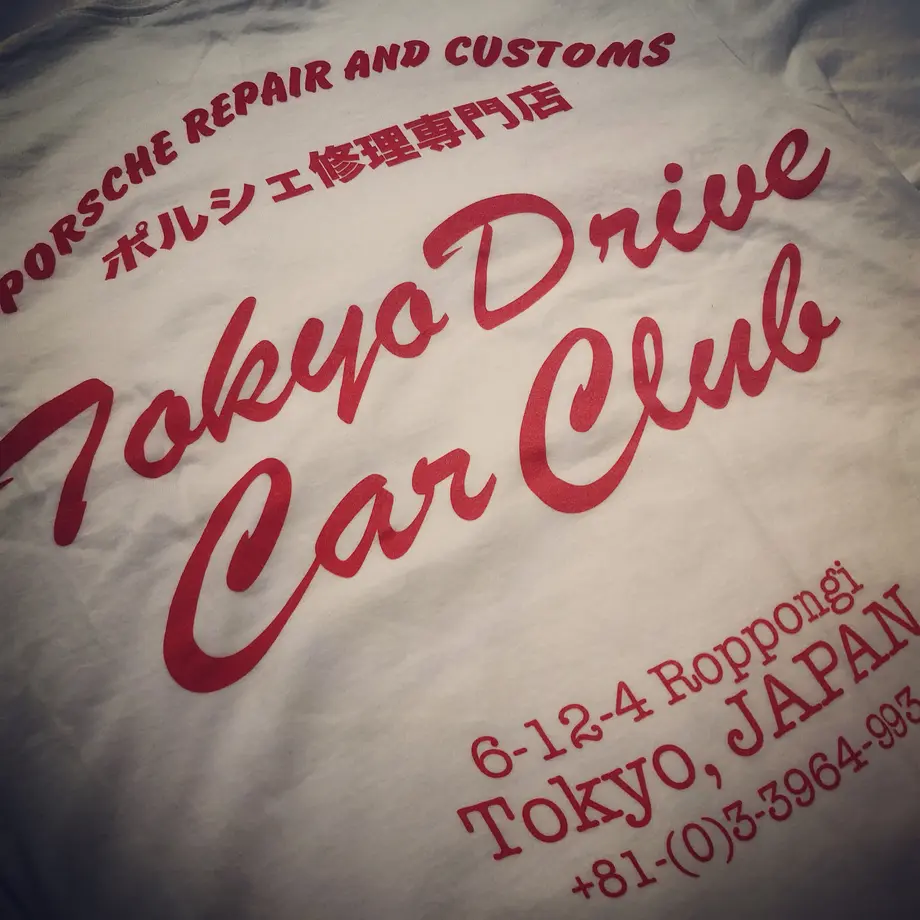 PORSCHE REPAIR AND CUSTOMS
ポルシェ修理専門店
Tokyo Drive
Car Club
6-12-4 Roppongi
Tokyo, JAPAN
+81-(0)3-3964-993